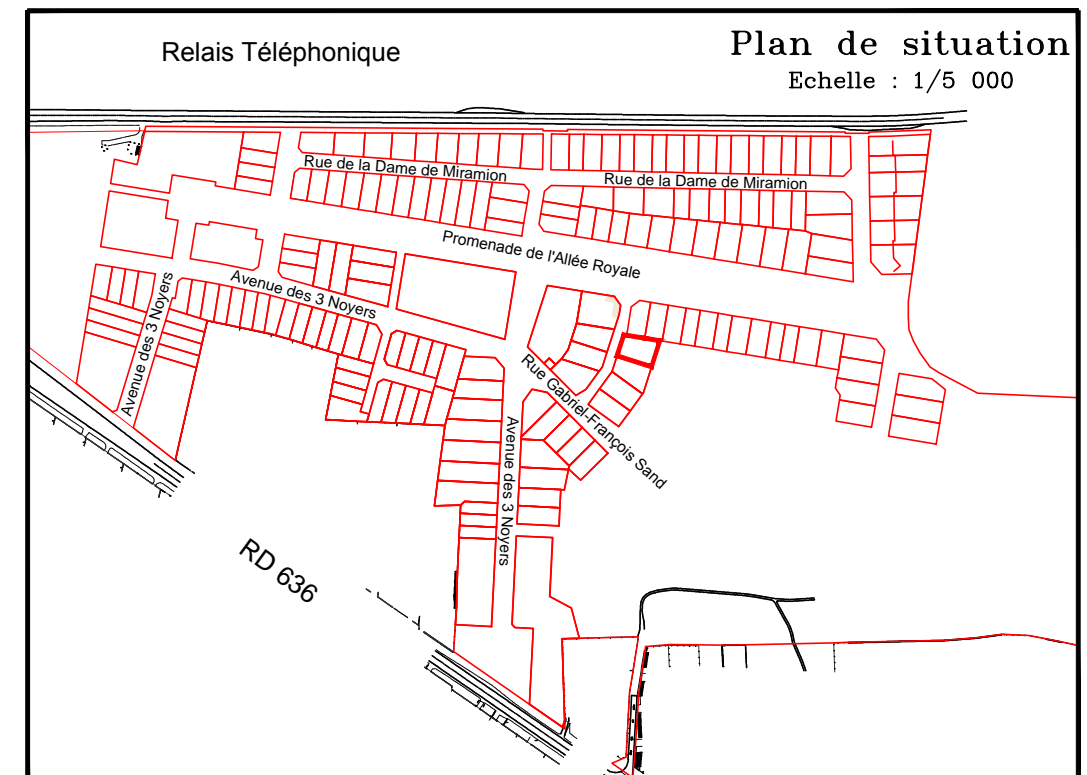 Relais Téléphonique
Plan de situation
Echelle : 1/5 000
Rue de la Dame de Miramion
Rue de la Dame de Miramion
Promenade de l'Allée Royale
Avenue des 3 Noyers
Avenue des 3 Noyers
Rue Gabriel-François Sand
Avenue des 3 Noyers
RD 636